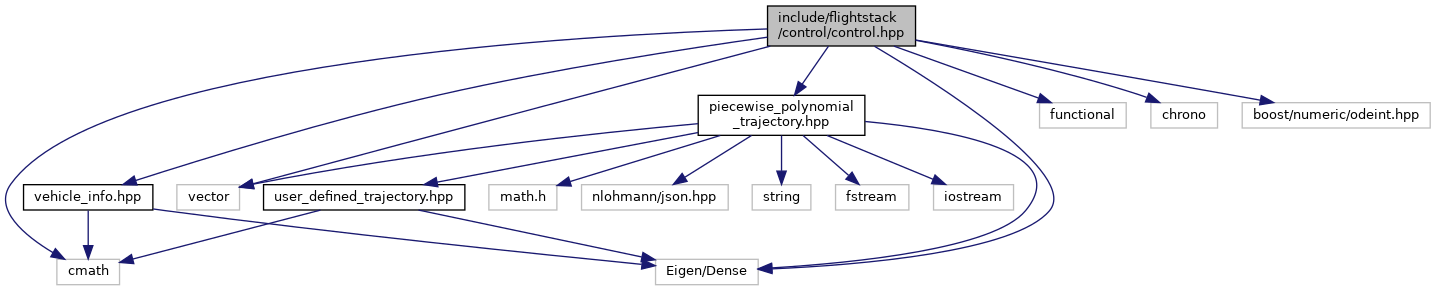 include/flightstack
/control/control.hpp
piecewise_polynomial
_trajectory.hpp
functional
chrono
boost/numeric/odeint.hpp
vehicle_info.hpp
vector
user_defined_trajectory.hpp
math.h
nlohmann/json.hpp
string
fstream
iostream
cmath
Eigen/Dense